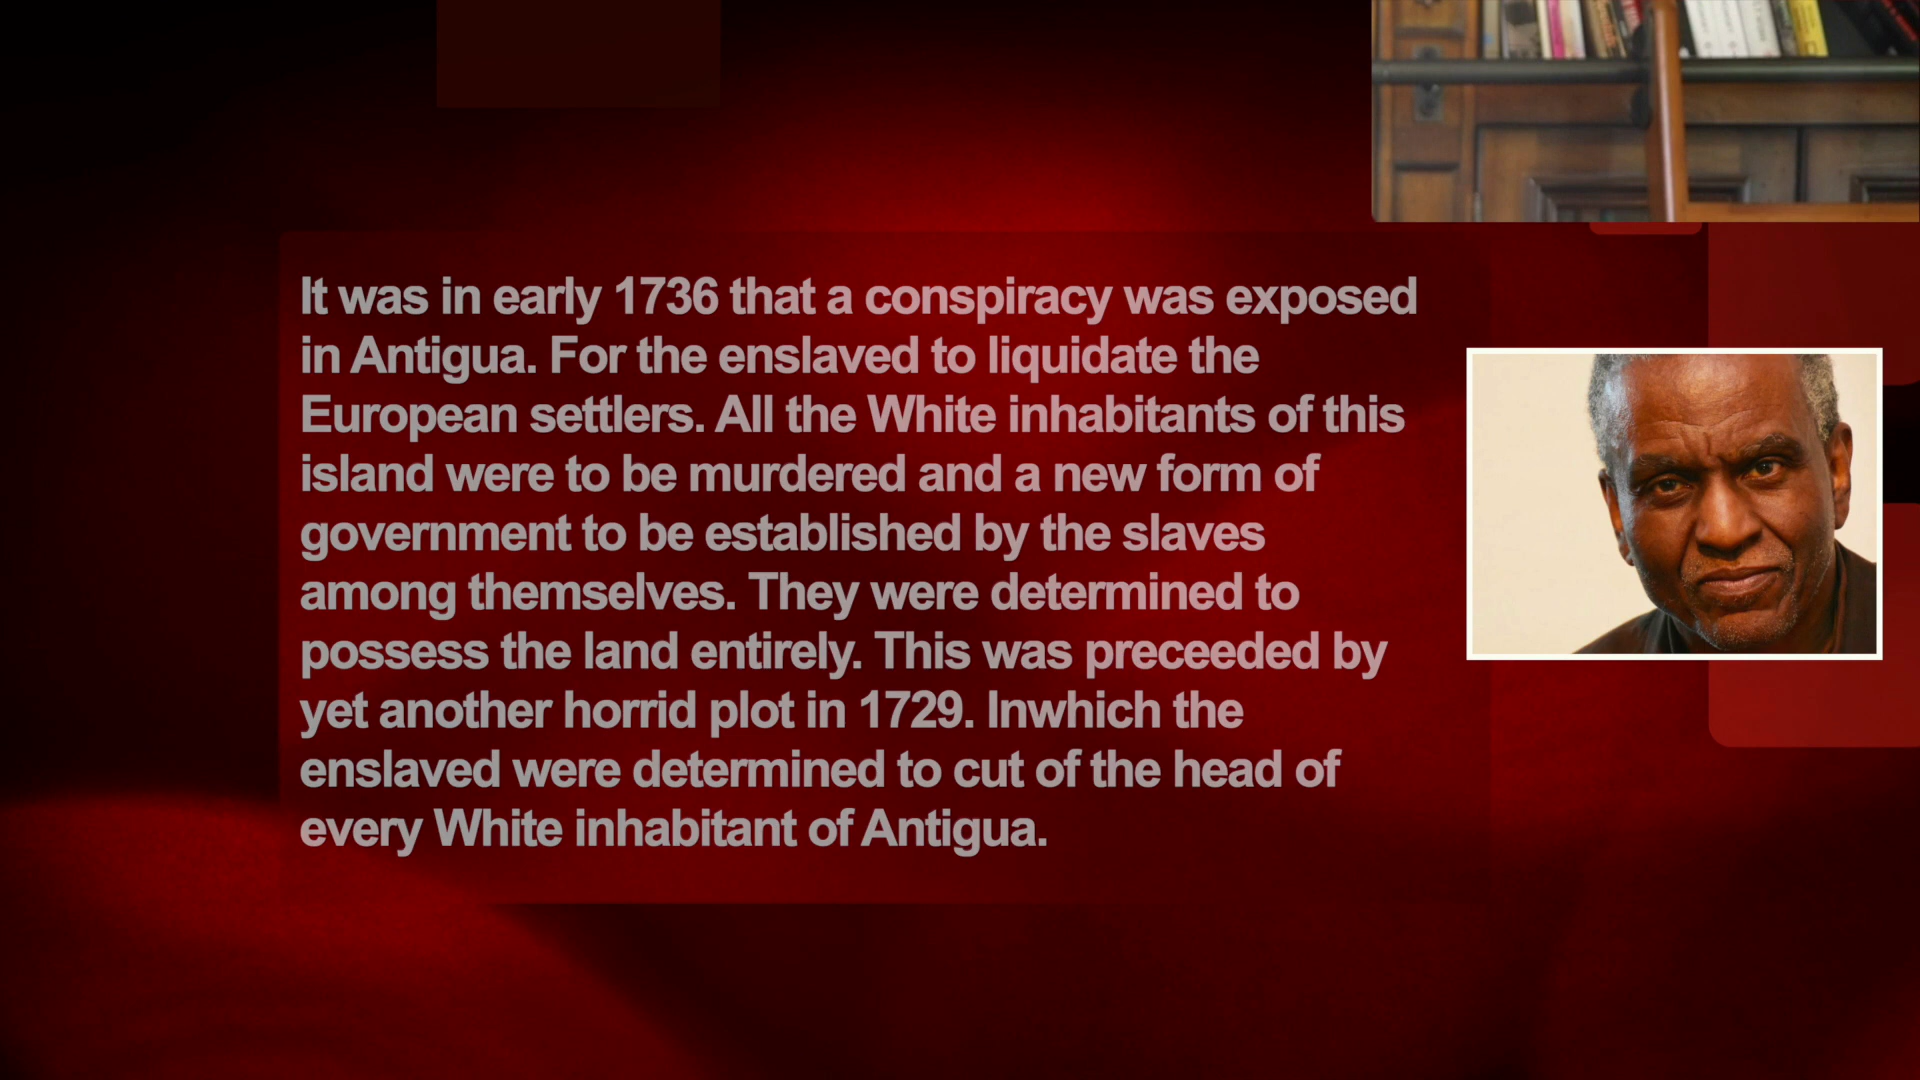 It was in early 1736 that a conspiracy was exposed
in Antigua. For the enslaved to liquidate the
European settlers. All the White inhabitants of this
island were to be murdered and a new form of
government to be established by the slaves
among themselves. They were determined to
possess the land entirely. This was preceeded by
yet another horrid plot in 1729. Inwhich the
enslaved were determined to cut of the head of
every White inhabitant of Antigua.